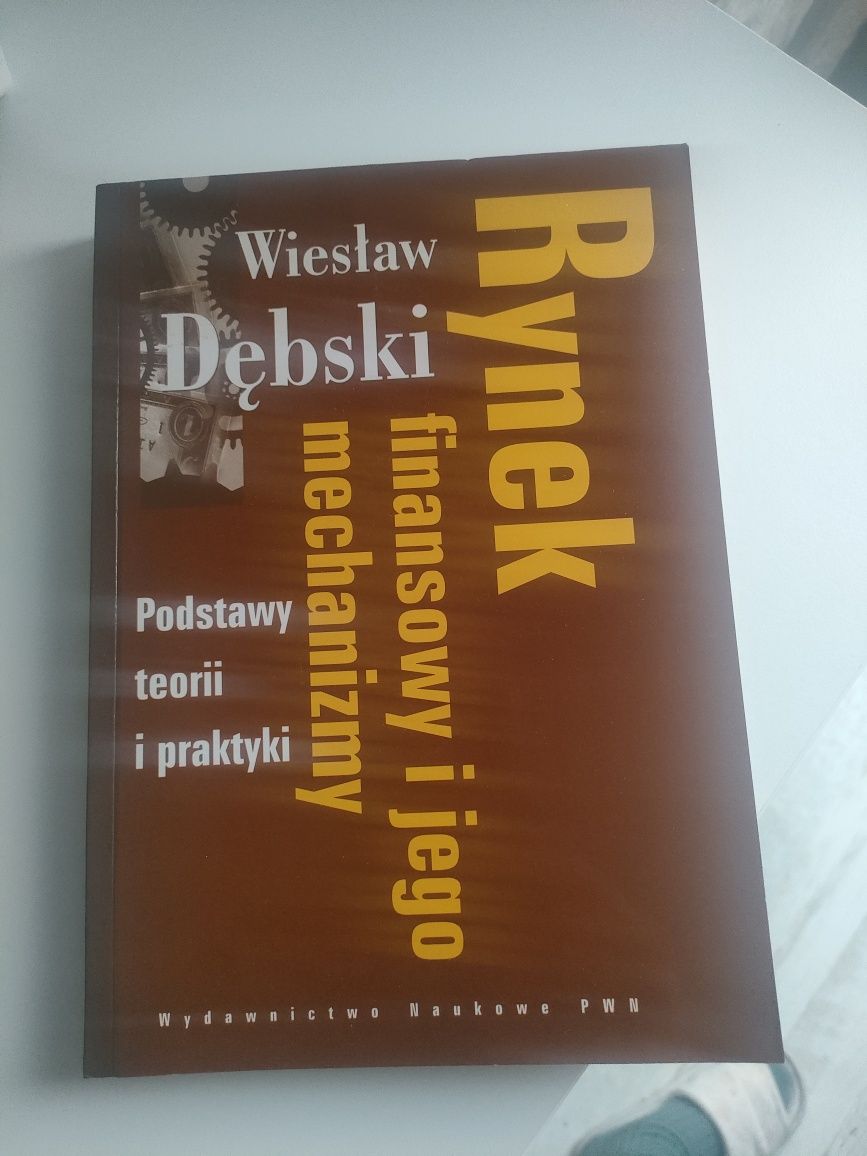 Wiesław
Dębski
Rynek
finansowy i jego
mechanizmy
Podstawy
teorii
i praktyki
Wydawnictwo Naukowe PWN